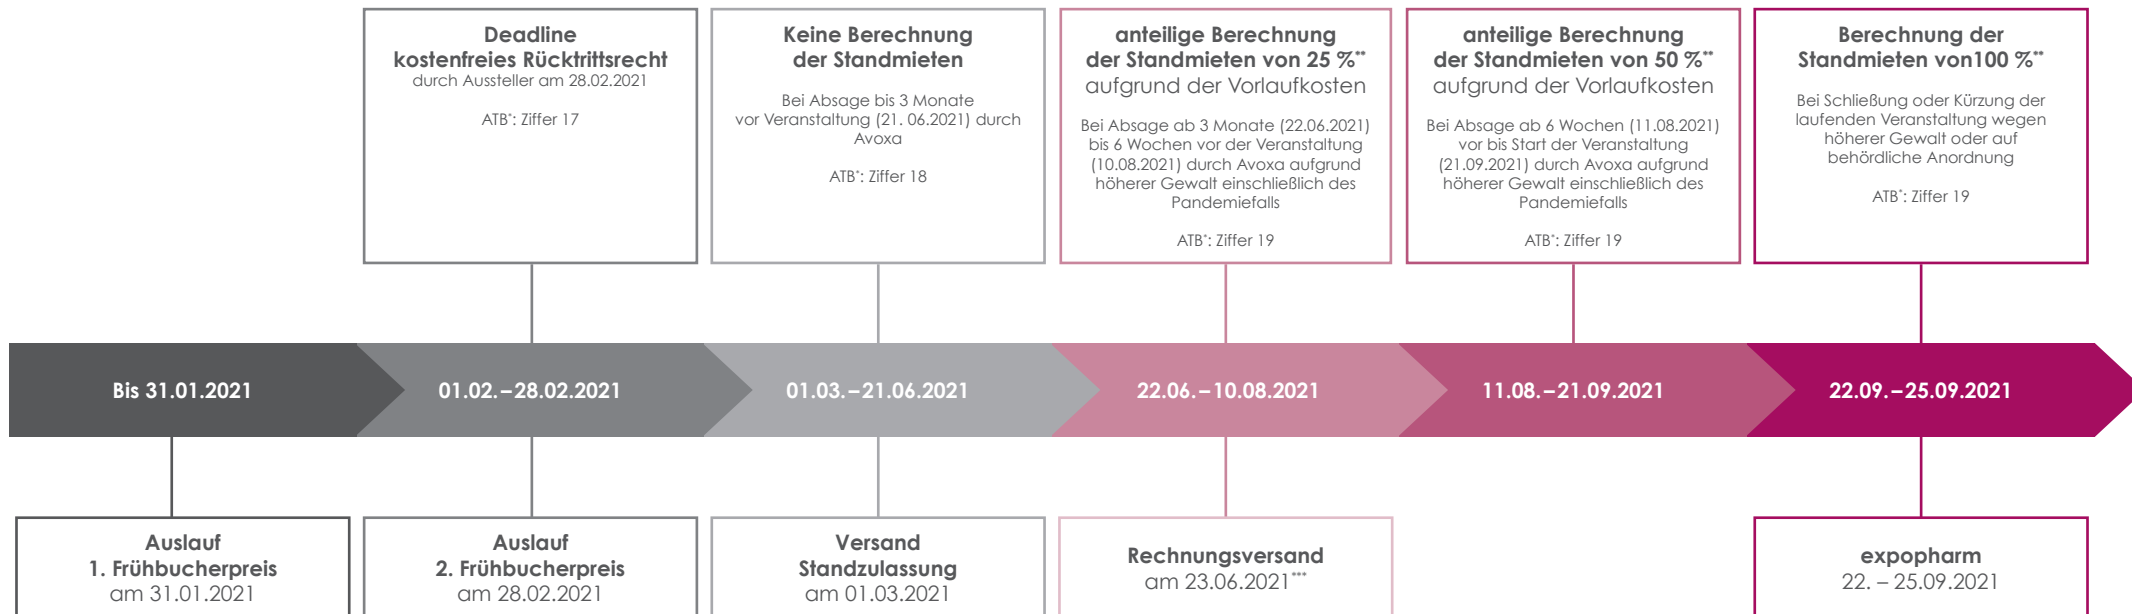 Deadline
kostenfreies Rücktrittsrecht
durch Aussteller am 28.02.2021
ATB*: Ziffer 17
Keine Berechnung
der Standmieten
Bei Absage bis 3 Monate
vor Veranstaltung (21. 06.2021) durch
Avoxa
ATB*: Ziffer 18
anteilige Berechnung
der Standmieten von 25 %**
aufgrund der Vorlaufkosten
Bei Absage ab 3 Monate (22.06.2021)
bis 6 Wochen vor der Veranstaltung
(10.08.2021) durch Avoxa aufgrund
höherer Gewalt einschließlich des
Pandemiefalls
ATB*: Ziffer 19
anteilige Berechnung
der Standmieten von 50 %**
aufgrund der Vorlaufkosten
Bei Absage ab 6 Wochen (11.08.2021)
vor bis Start der Veranstaltung
(21.09.2021) durch Avoxa aufgrund
höherer Gewalt einschließlich des
Pandemiefalls
ATB*: Ziffer 19
Berechnung der
Standmieten von100 %**
Bei Schließung oder Kürzung der
laufenden Veranstaltung wegen
höherer Gewalt oder auf
behördliche Anordnung
ATB*: Ziffer 19
Bis 31.01.2021
01.02.–28.02.2021
01.03.–21.06.2021
22.06.–10.08.2021
11.08.–21.09.2021
22.09.–25.09.2021
Auslauf
1. Frühbucherpreis
am 31.01.2021
Auslauf
2. Frühbucherpreis
am 28.02.2021
Versand
Standzulassung
am 01.03.2021
Rechnungsversand
am 23.06.2021***
expopharm
22. – 25.09.2021